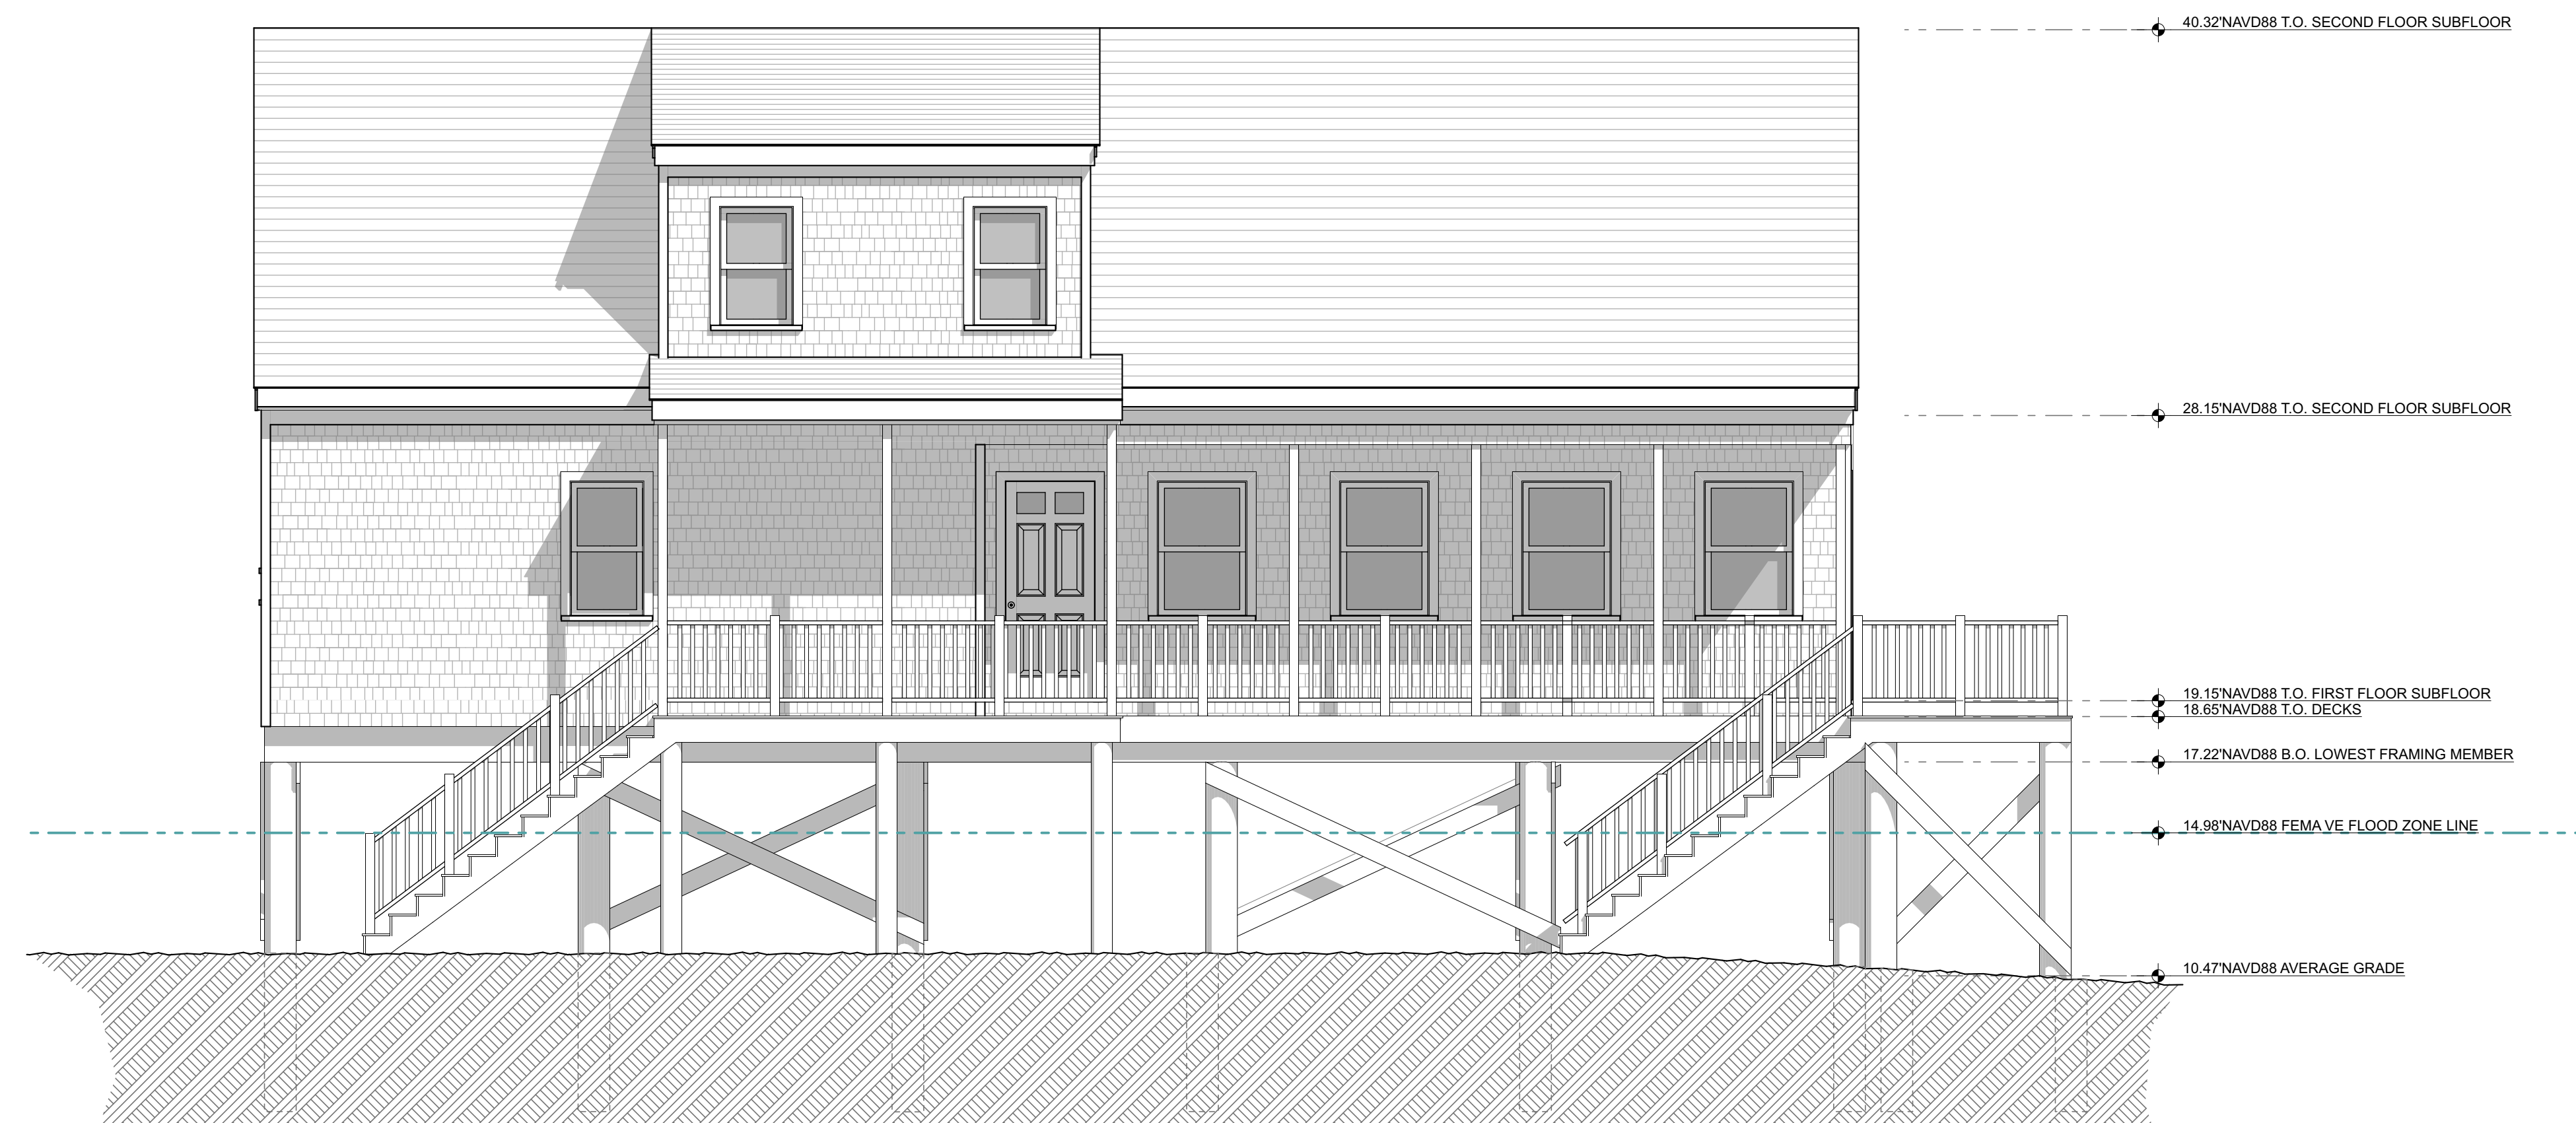 40.32'NAVD88 T.O. SECOND FLOOR SUBFLOOR
28.15'NAVD88 T.O. SECOND FLOOR SUBFLOOR
19.15'NAVD88 T.O. FIRST FLOOR SUBFLOOR
18.65'NAVD88 T.O. DECKS
17.22'NAVD88 B.O. LOWEST FRAMING MEMBER
14.98'NAVD88 FEMA VE FLOOD ZONE LINE
10.47'NAVD88 AVERAGE GRADE